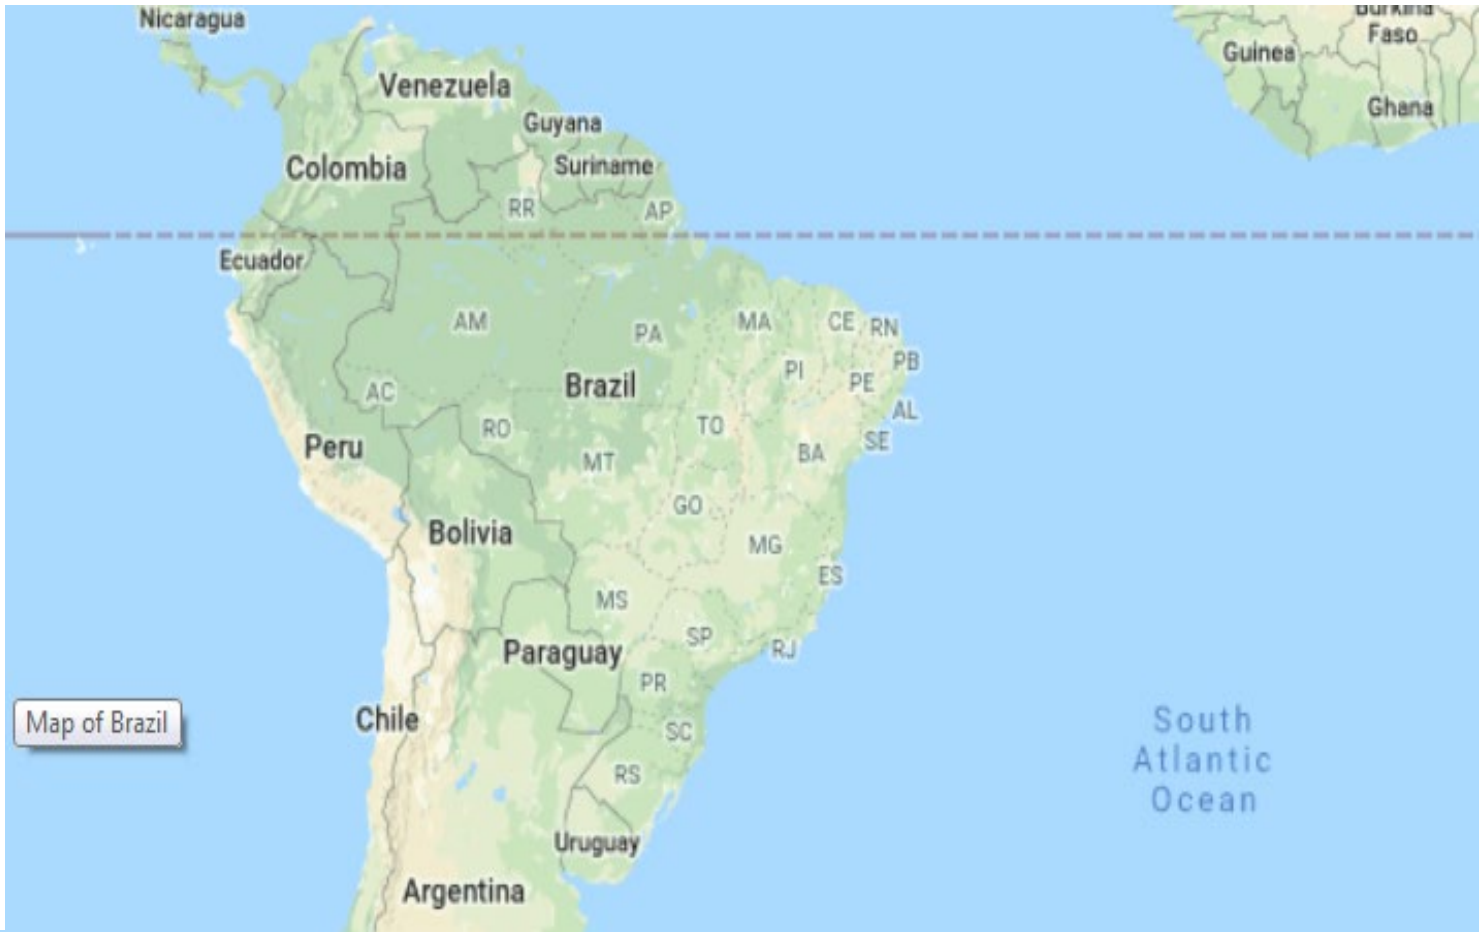 Nicaragua
Burkina
Faso
Guinea
Venezuela
Ghana
Guyana
Colombia
Suriname
RR
AP
Ecuador
AM
PA
MA
CE
RN
PB
PI
PE
Brazil
AC
AL
RO
TO
SE
Peru
MT
BA
GO
Bolivia
MG
ES
MS
SP
RJ
Paraguay
PR
Map of Brazil
Chile
SC
South
Atlantic
Ocean
RS
Uruguay
Argentina